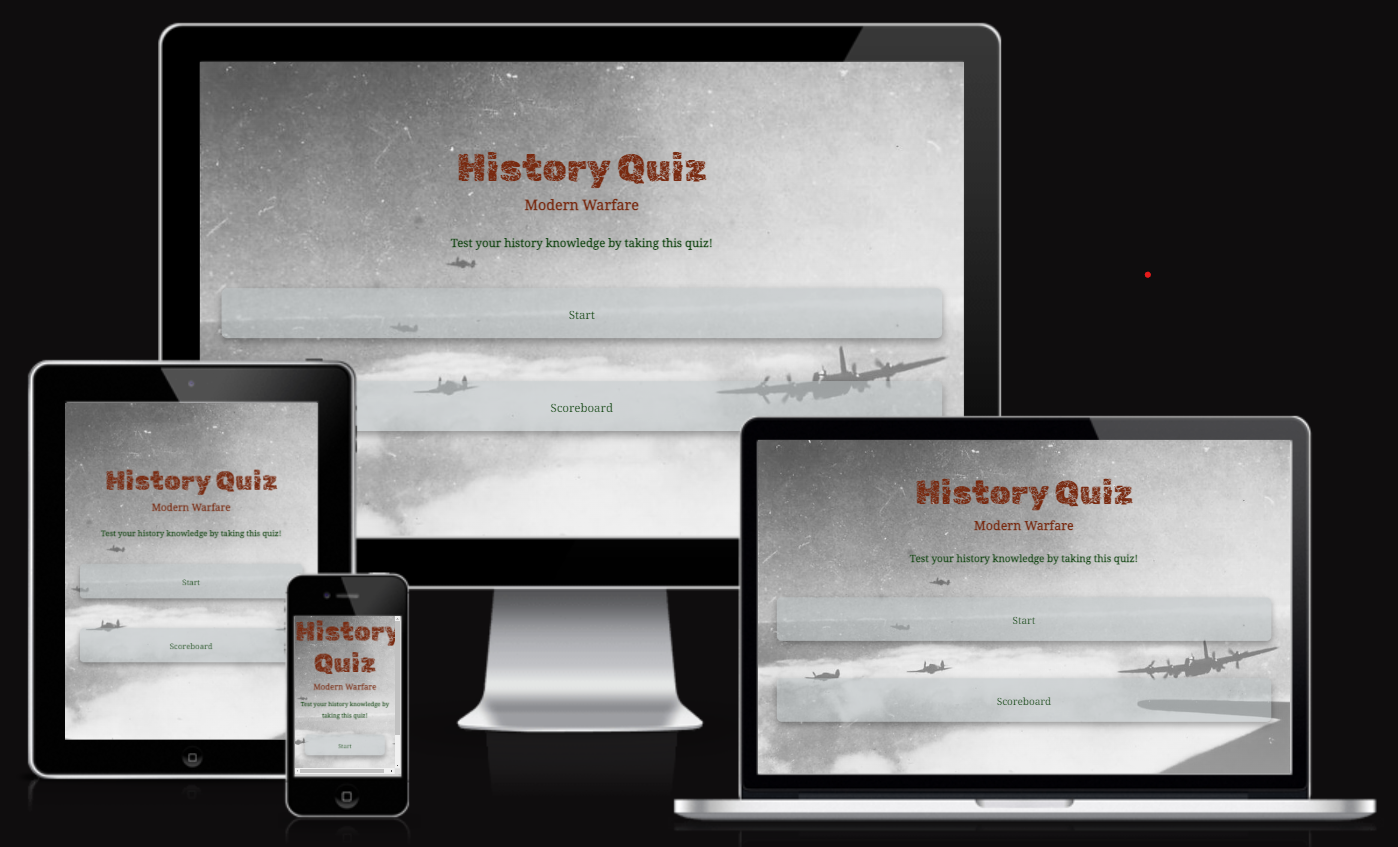 History Quiz
Modern Warfare
Test your history knowledge by taking this quiz!
Start
Scoreboard
History Quiz
Modern Warfare
Test your history knowledge by taking this quiz!
Start
Scoreboard
History
Quiz
Modern Warfare
Test your history knowledge by
taking this quiz!
Start
History Quiz
Modern Warfare
Test your history knowledge by taking this quiz!
Start
Scoreboard